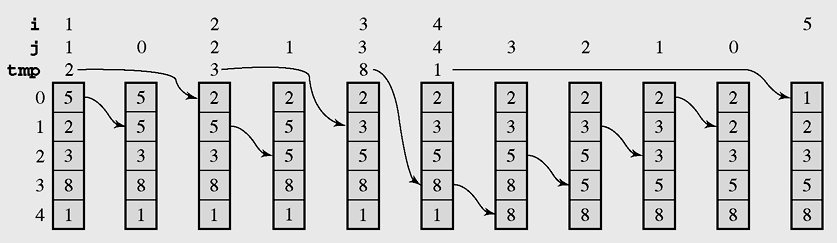 i 1 2 3 4 5
j 1 0 2 1 3 4 3 2 1 0
tmp 2 3 8 1
0 5 5 2 2 2 2 2 2 2 2 1
1 2 5 5 5 3 3 3 3 3 2 2
2 3 3 3 5 5 5 5 5 3 3 3
3 8 8 8 8 8 8 8 5 5 5 5
4 1 1 1 1 1 1 8 8 8 8 8